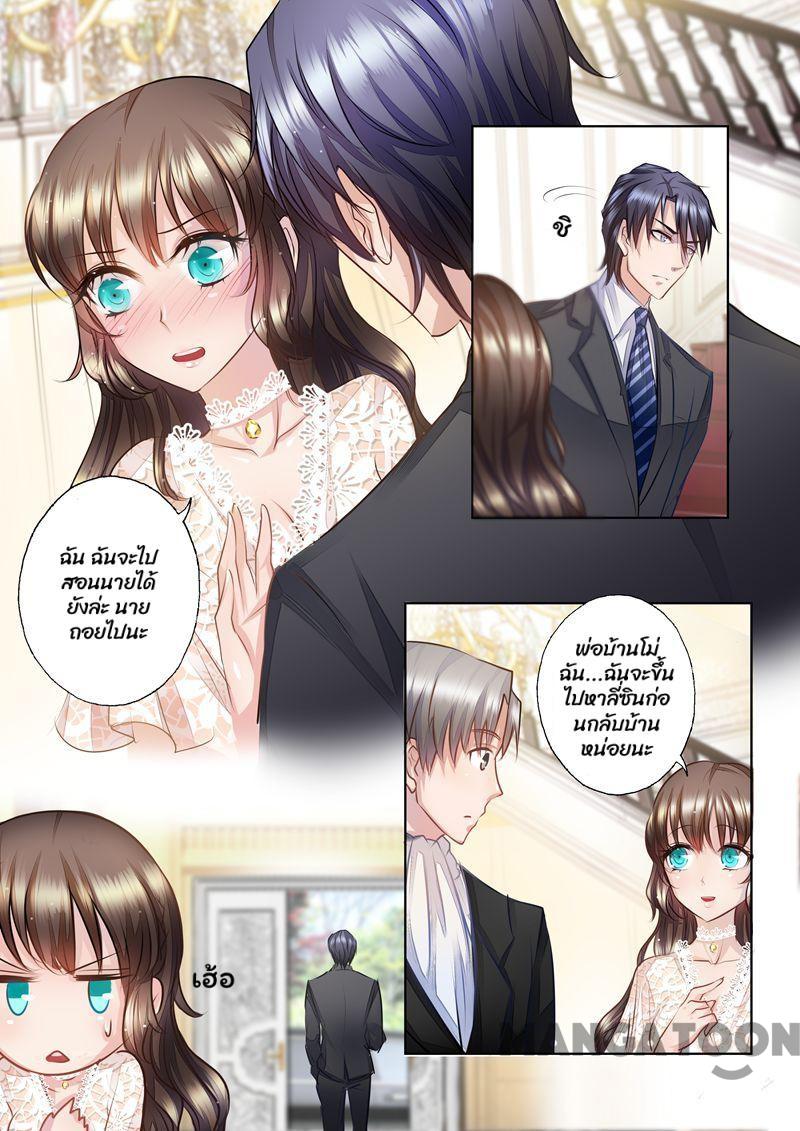 ชิ
ฉัน ฉันจะไป
สอนนายได้
ยังล่ะ นาย
ถอยไปนะ
พ่อบ้านโม่
ฉัน...ฉันจะขึ้น
ไปหาลี่ซินก่อ
นกลับบ้าน
หน่อยนะ
เฮ้อ
MANGATOON